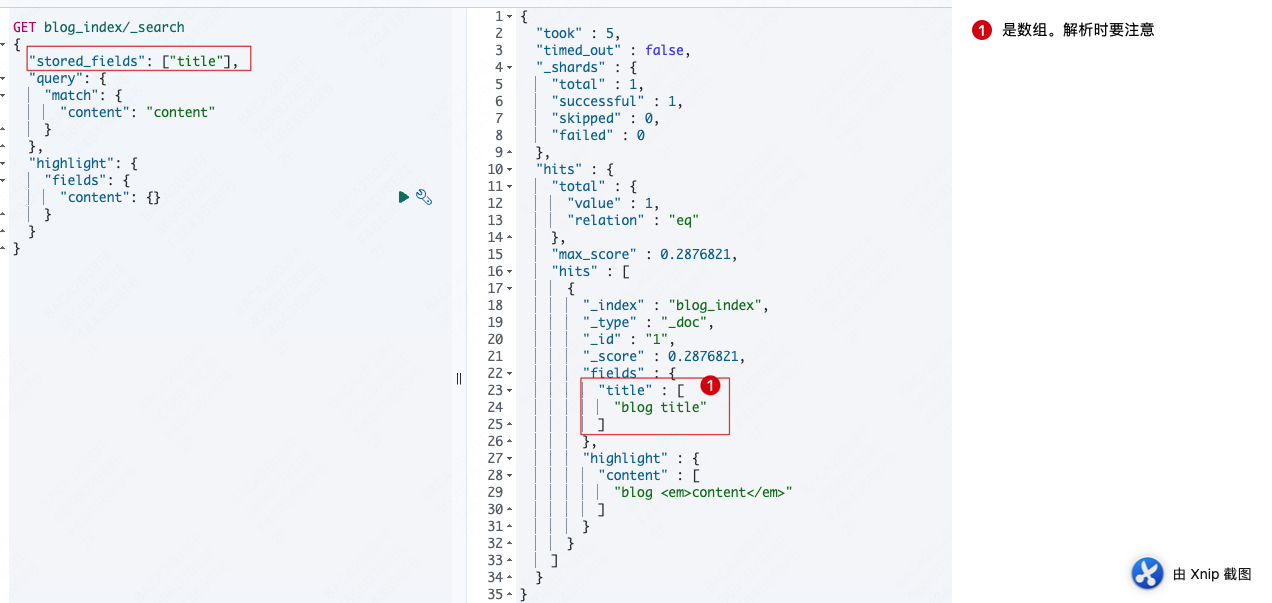 GET blog_index/_search
{
"stored_fields": ["title"],
"query": {
"match": {
"content": "content"
}
},
"highlight": {
"fields": {
"content": {}
}
}
}
1 {
2 "took" : 5,
3 "timed_out" : false,
4 "_shards" : {
5 "total" : 1,
6 "successful" : 1,
7 "skipped" : 0,
8 "failed" : 0
9 },
10 "hits" : {
11 "total" : {
12 "value" : 1,
13 "relation" : "eq"
14 },
15 "max_score" : 0.2876821,
16 "hits" : [
17 {
18 "_index" : "blog_index",
19 "_type" : "_doc",
20 "_id" : "1",
21 "_score" : 0.2876821,
22 "fields" : {
23 "title" : [ 1
24 "blog title"
25 ]
26 },
27 "highlight" : {
28 "content" : [
29 "blog <em>content</em>"
30 ]
31 }
32 }
33 ]
34 }
35 }
1 是数组。解析时要注意
由 Xnip 截图